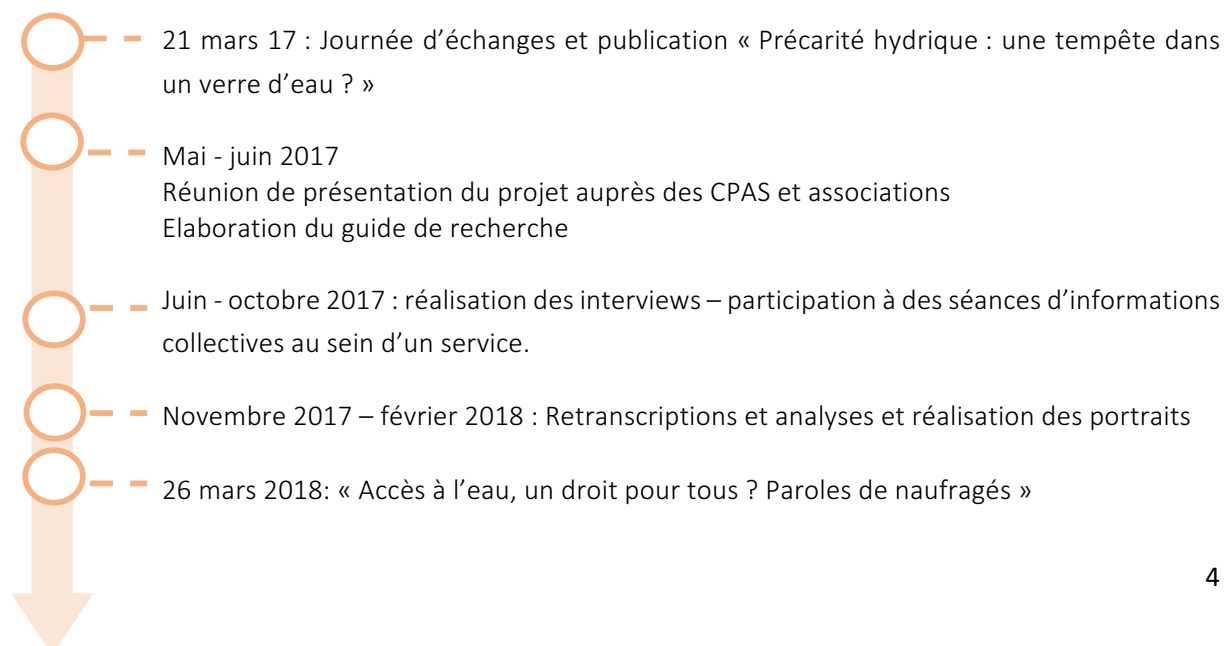 21 mars 17 : Journée d’échanges et publication « Précarité hydrique : une tempête dans
un verre d’eau ? »
Mai - juin 2017
Réunion de présentation du projet auprès des CPAS et associations
Elaboration du guide de recherche
Juin - octobre 2017 : réalisation des interviews – participation à des séances d’informations
collectives au sein d’un service.
Novembre 2017 – février 2018 : Retranscriptions et analyses et réalisation des portraits
26 mars 2018: « Accès à l’eau, un droit pour tous ? Paroles de naufragés »
4